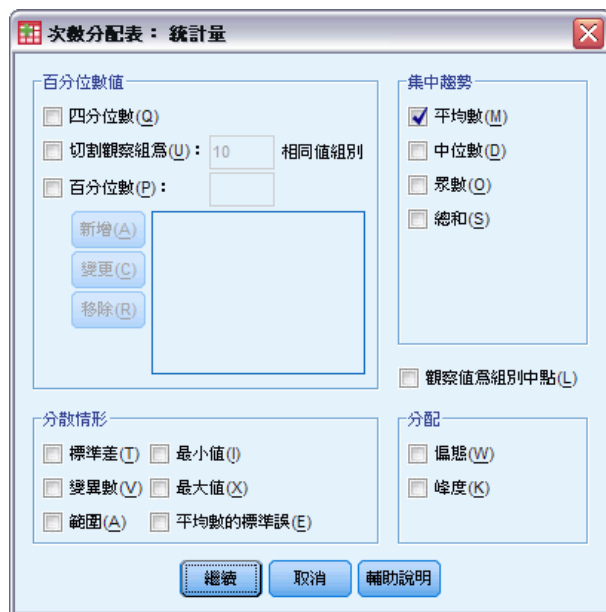 次數分配表： 統計量
百分位數值
四分位數(Q)
切割觀察組為(U)： 10 相同值組別
百分位數(P)：
新增(A)
變更(C)
移除(R)
集中趨勢
平均數(M)
中位數(D)
眾數(O)
總和(S)
觀察值為組別中點(L)
分散情形
標準差(T) 最小值(I)
變異數(V) 最大值(X)
範圍(A) 平均數的標準誤(E)
分配
偏態(W)
峰度(K)
繼續 取消 輔助說明